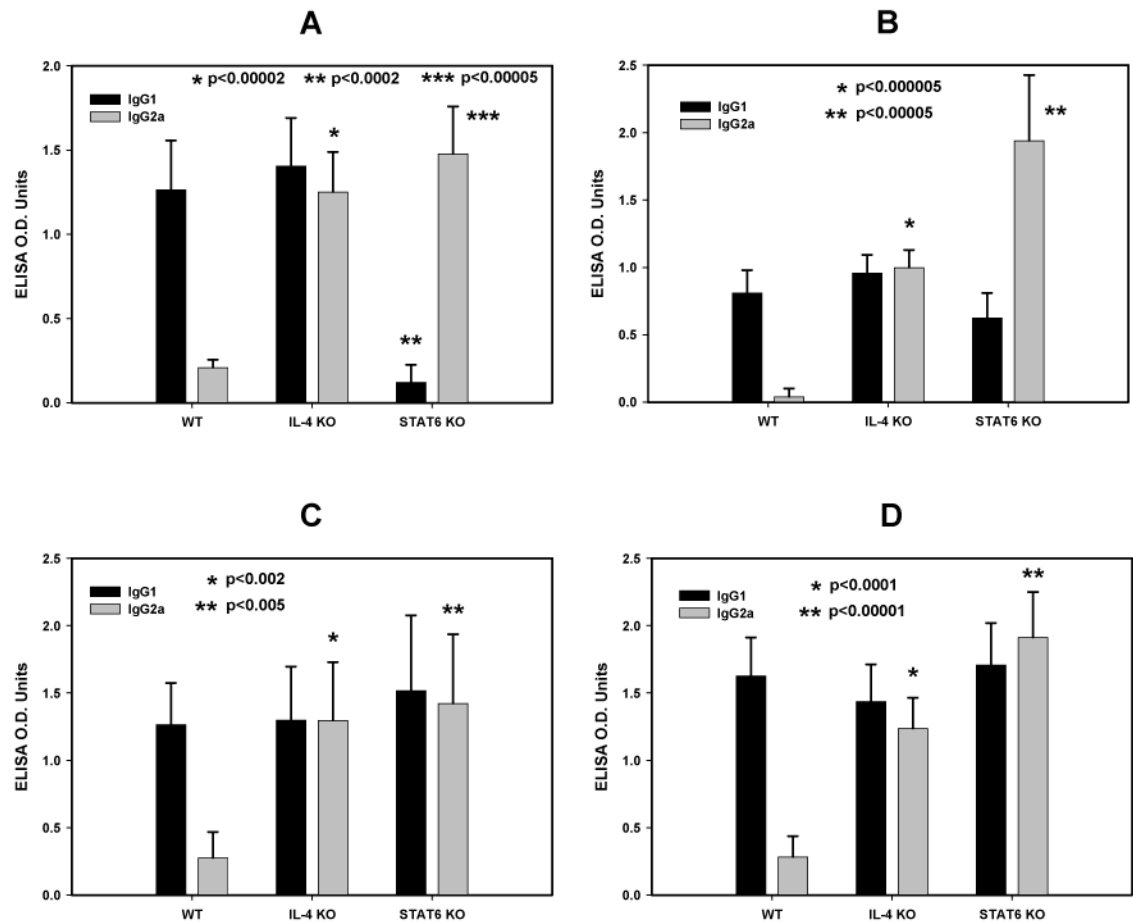 A
2.0
* p<0.00002 ** p<0.0002 *** p<0.00005
IgG1
IgG2a
1.5
1.0
0.5
0.0
ELISA O.D. Units
*
**
***
WT IL-4 KO STAT6 KO
B
2.5
* p<0.000005
** p<0.00005
IgG1
IgG2a
2.0
1.5
1.0
0.5
0.0
ELISA O.D. Units
*
**
WT IL-4 KO STAT6 KO
C
2.5
* p<0.002
** p<0.005
IgG1
IgG2a
2.0
1.5
1.0
0.5
0.0
ELISA O.D. Units
*
**
WT IL-4 KO STAT6 KO
D
2.5
* p<0.0001
** p<0.00001
IgG1
IgG2a
2.0
1.5
1.0
0.5
0.0
ELISA O.D. Units
*
**
WT IL-4 KO STAT6 KO